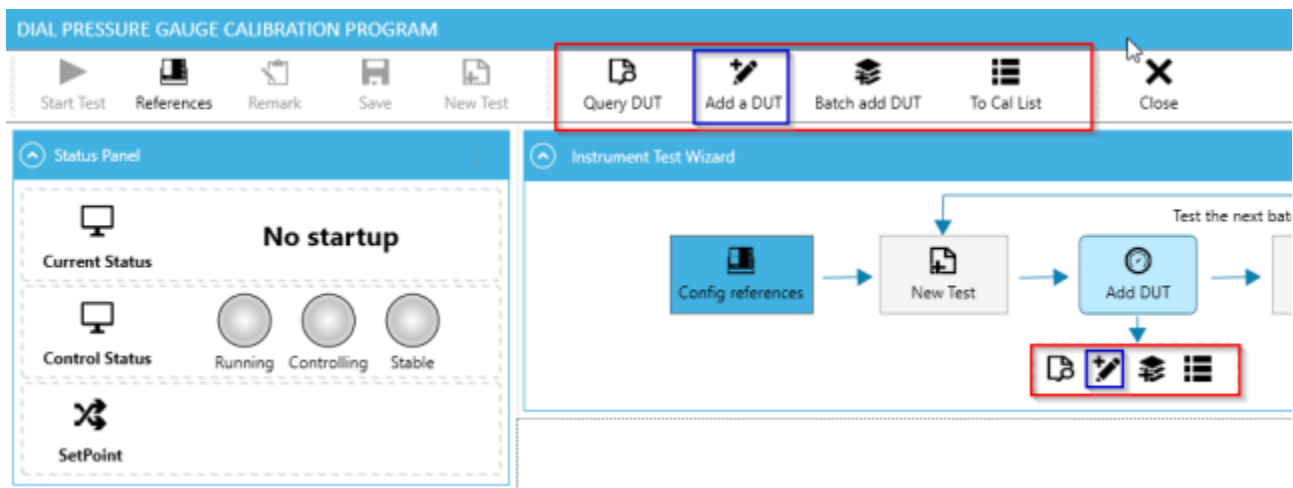 DIAL PRESSURE GAUGE CALIBRATION PROGRAM
Start Test References Remark Save New Test Query DUT Add a DUT Batch add DUT To Cal List Close
Status Panel
Current Status
No startup
Control Status
Running Controlling Stable
SetPoint
Instrument Test Wizard
Test the next bat
Config references
New Test
Add DUT